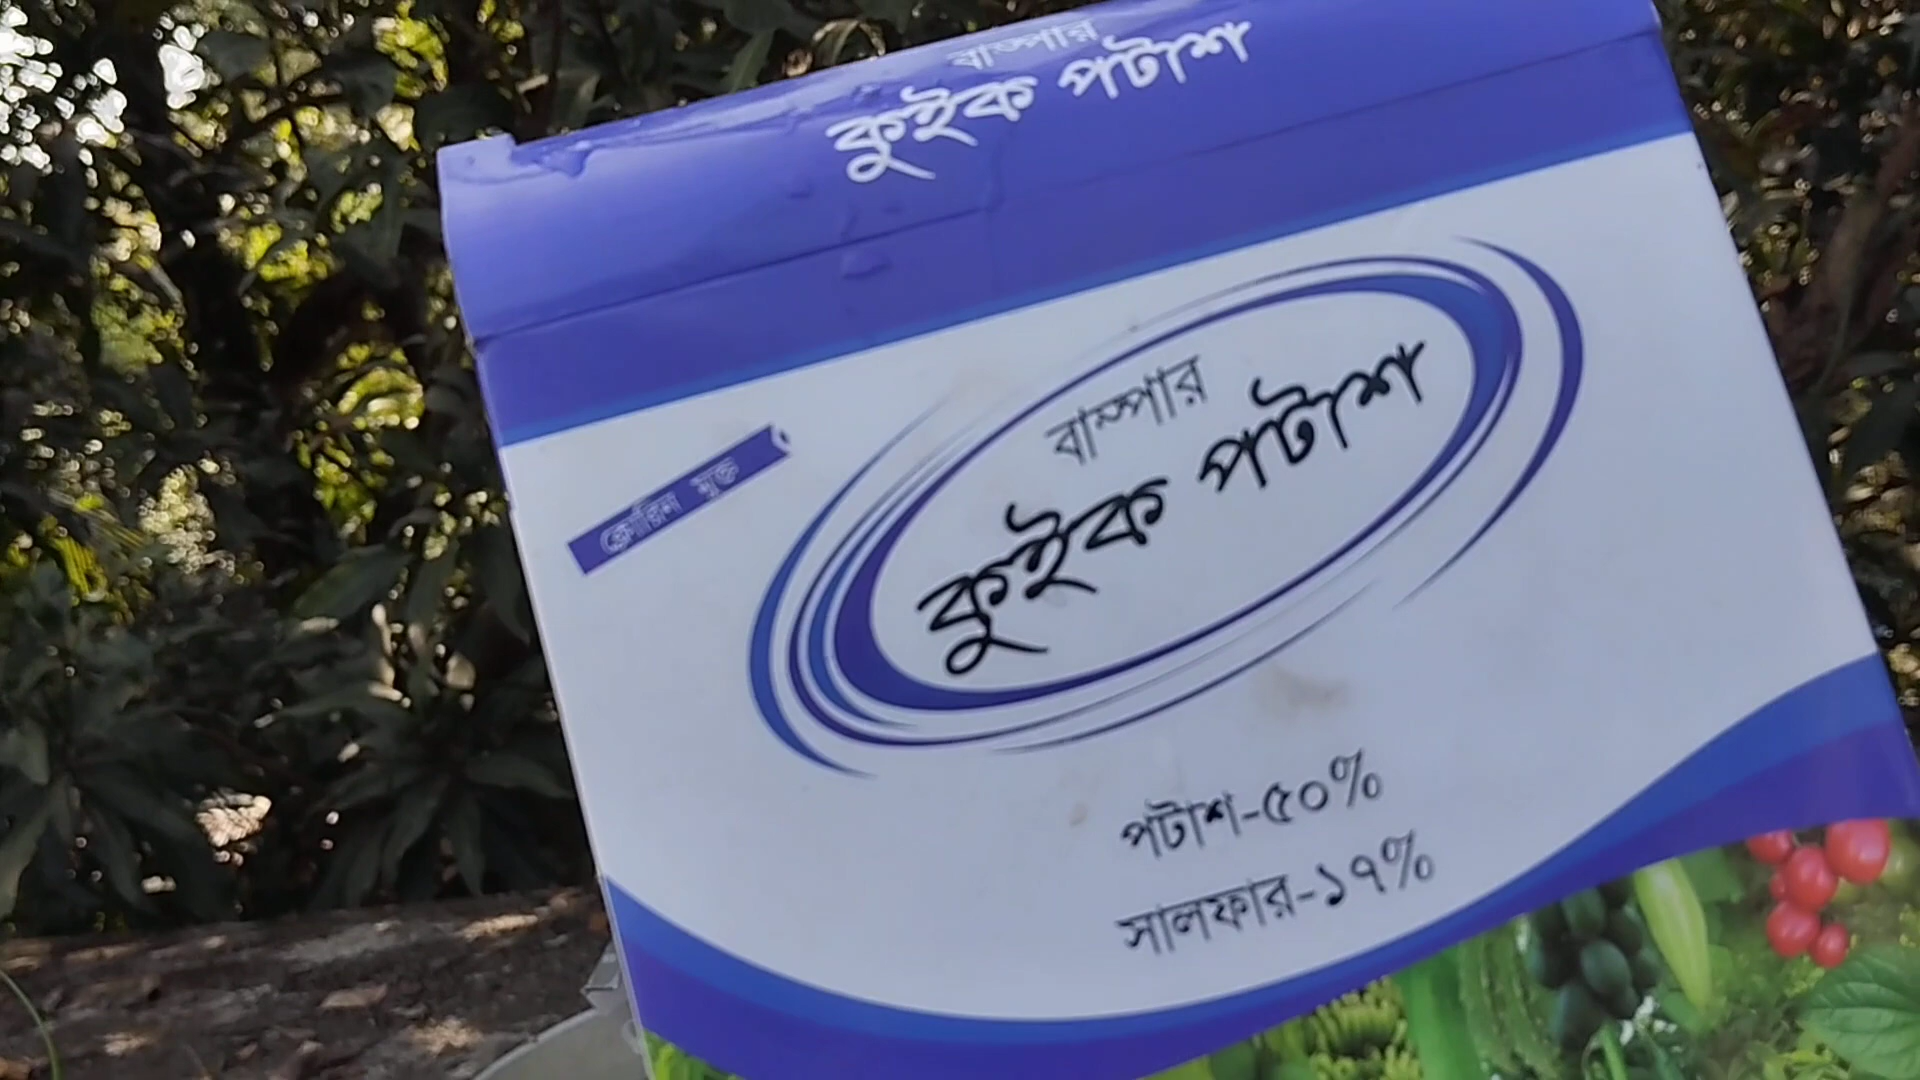 বাম্পার
কুইক পটাশ
ক্লোরিন মুক্ত
বাম্পার
কুইক পটাশ
পটাশ-৫০%
সালফার-১৭%